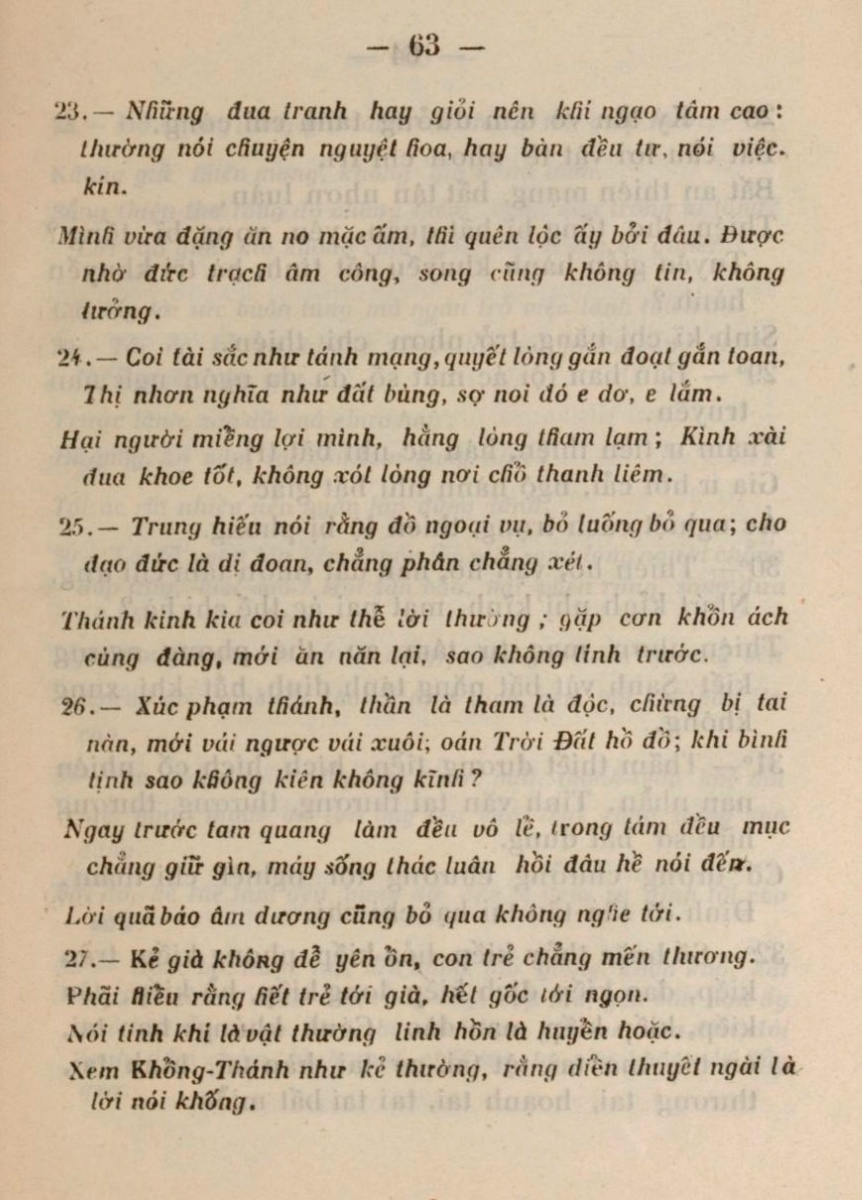 — 63 —
23.— Những đua tranh hay giỏi nên khí ngạo tâm cao :
thường nói chuyện nguyệt hoa, hay bàn đều tư, nói việc.
kín.
Mình vừa đặng ăn no mặc ấm, thì quên lộc ấy bởi đâu. Được
nhờ đức trạch âm công, song cũng không tin, không
tưởng.
24.— Coi tài sắc như tánh mạng, quyết lòng gắn đoạt gắn toan,
Thị nhơn nghĩa như đất bùng, sợ noi đó e dơ, e lắm.
Hại người miễng lợi mình, hằng lòng tham lạm ; Kình xài
đua khoe tốt, không xót lòng nơi chỗ thanh liêm.
25.— Trung hiếu nói rằng đồ ngoại vụ, bỏ luống bỏ qua; cho
đạo đức là dị đoan, chẳng phân chẳng xét.
Thánh kinh kia coi như thể lời thường ; gặp cơn khồn ách
cùng đàng, mới ăn năn lại, sao không tỉnh trước.
26.— Xúc phạm thánh, thần là tham là độc, chừng bị tai
nàn, mới vái ngược vái xuôi; oán Trời Đất hồ đồ; khi bình
tịnh sao không kiên không kĩnh?
Ngay trước tam quang làm đều vô lễ, trong tám đều mục
chẳng giữ gìn, máy sống thác luân hồi đâu hề nói đến.
Lời quã báo âm dương cũng bỏ qua không nghe tới.
27.— Kẻ già không để yên ổn, con trẻ chẳng mến thương.
Phãi hiểu rằng hết trẻ tới già, hết gốc tới ngọn.
Nói tinh khí là vật thường linh hồn là huyền hoặc.
Xem Khổng-Thánh như kẻ thường, rằng diễn thuyết ngài là
lời nói khống.